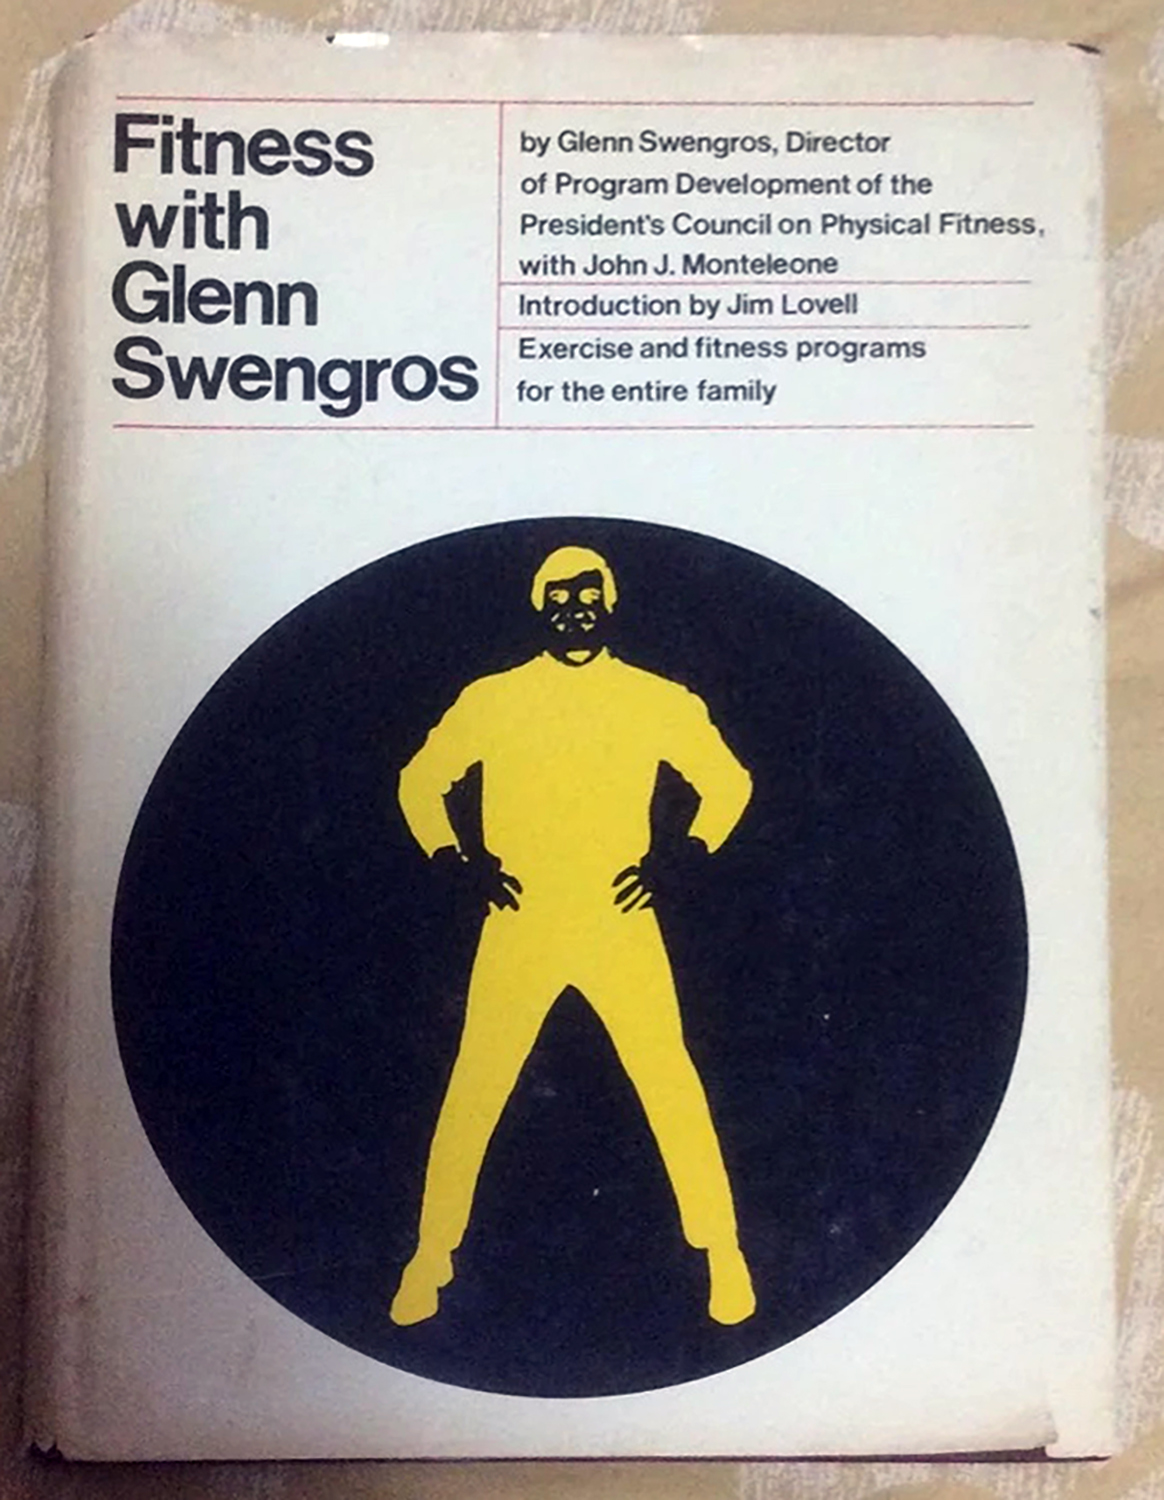 Fitness
with
Glenn
Swengros
by Glenn Swengros, Director
of Program Development of the
President's Council on Physical Fitness,
with John J. Monteleone
Introduction by Jim Lovell
Exercise and fitness programs
for the entire family